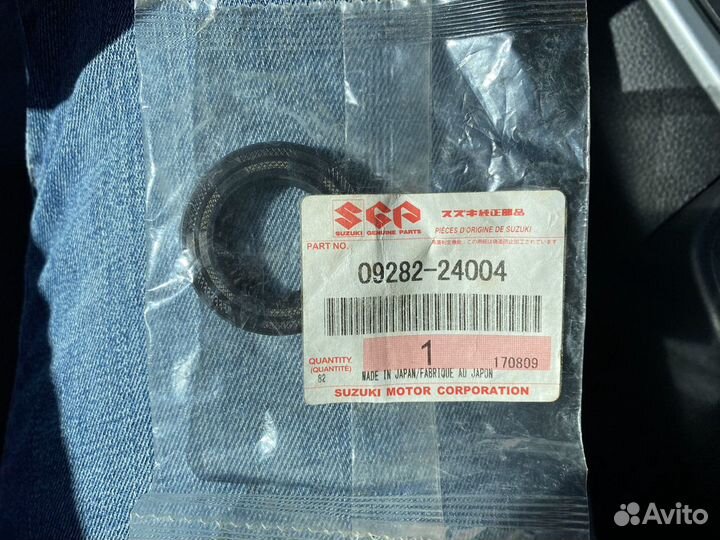 SGP スズキ純正部品
SUZUKI GENUINE PARTS PIÈCES D'ORIGINE DE SUZUKI
PART NO.
09282-24004
QUANTITY
(QUANTITÉ)
82
1
170809
MADE IN JAPAN/FABRIQUE AU JAPON
SUZUKI MOTOR CORPORATION
Avito